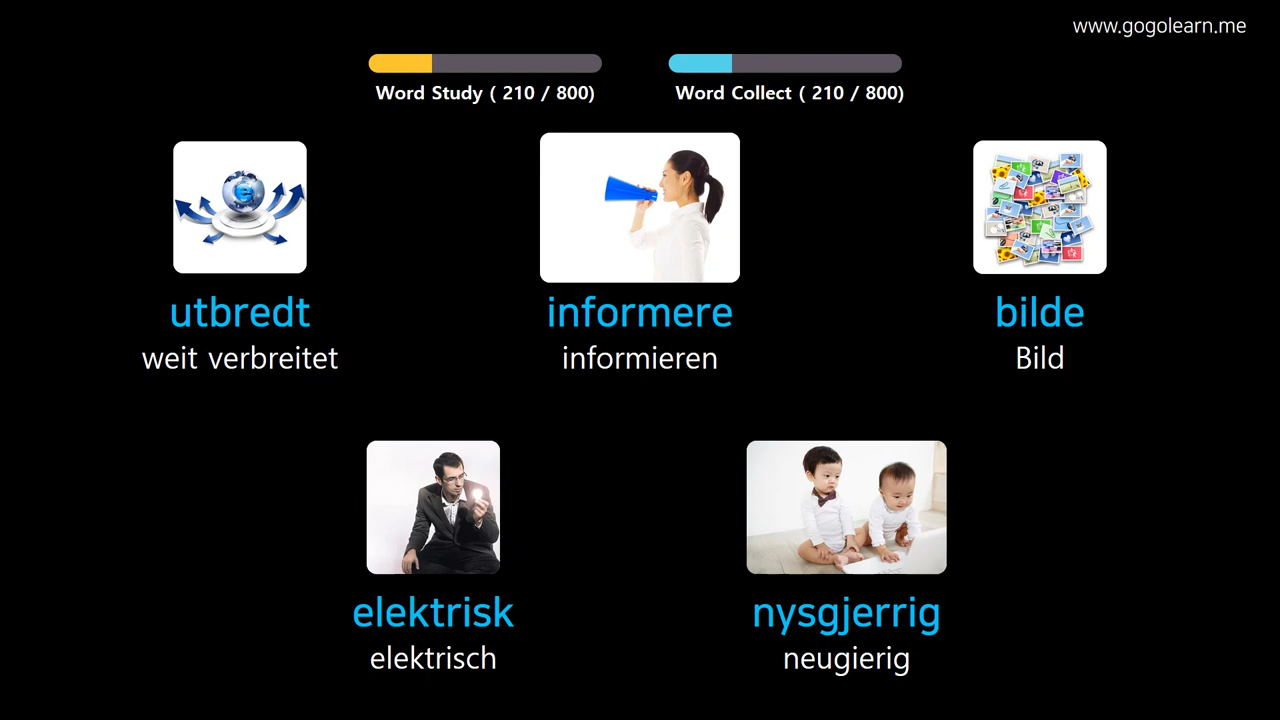 www.gogolearn.me
Word Study ( 210 / 800)
Word Collect ( 210 / 800)
utbredt
weit verbreitet
informere
informieren
bilde
Bild
elektrisk
elektrisch
nysgjerrig
neugierig